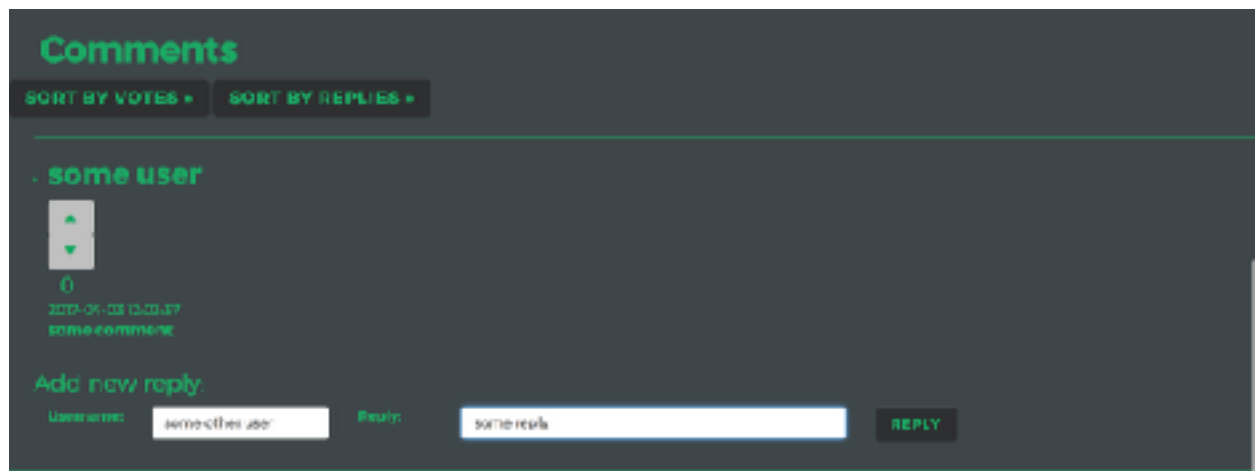 Comments
SORT BY VOTES » SORT BY REPLIES »
some user
0
some comment
Add new reply:
Username: some other user Reply: some reply REPLY